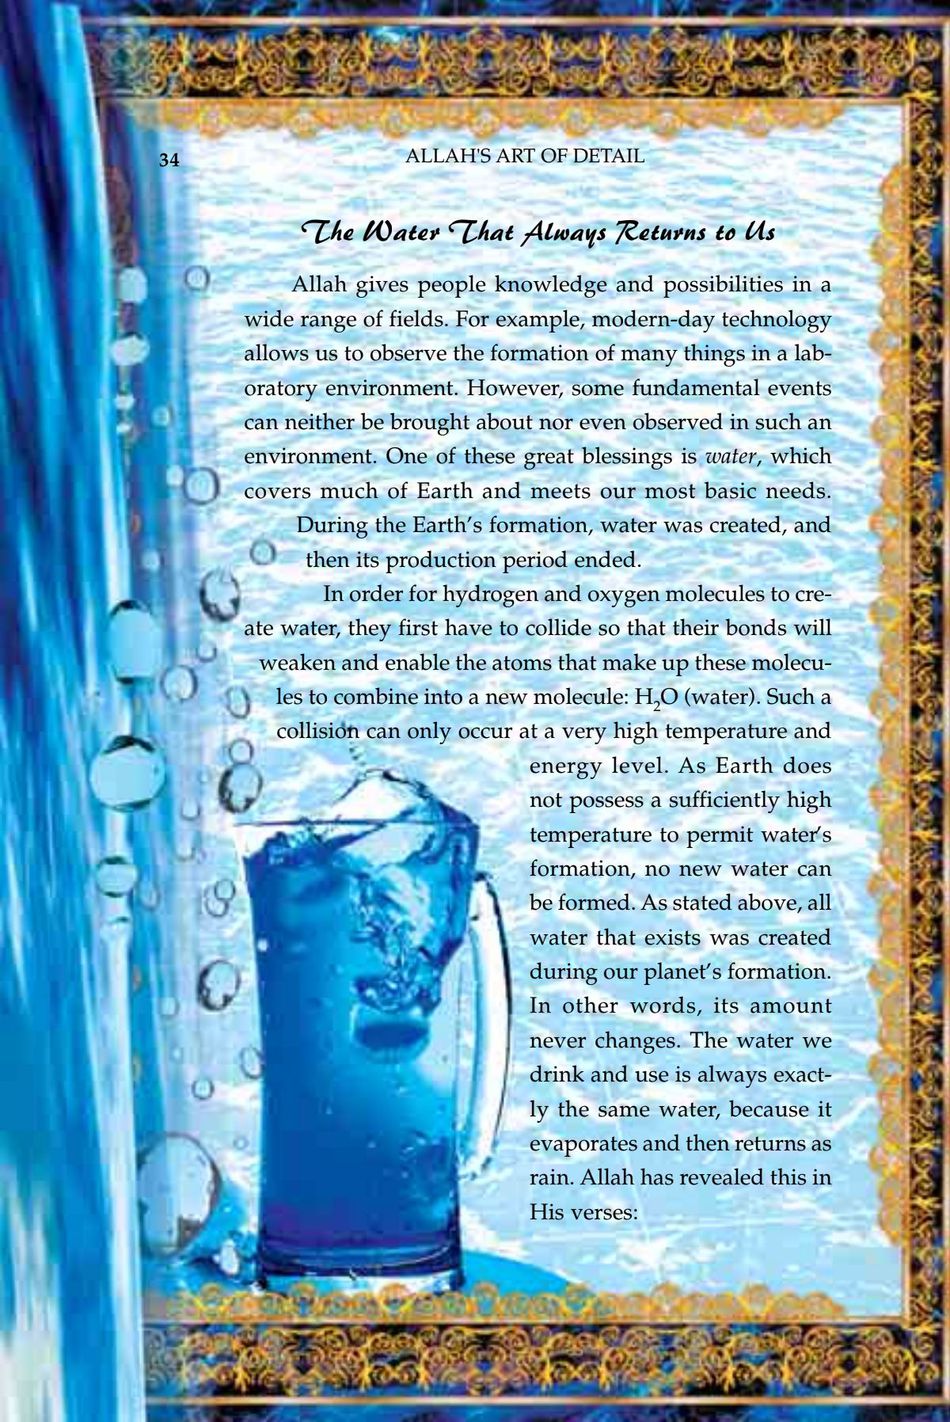 34
ALLAH'S ART OF DETAIL
The Water That Always Returns to Us
Allah gives people knowledge and possibilities in a
wide range of fields. For example, modern-day technology
allows us to observe the formation of many things in a lab-
oratory environment. However, some fundamental events
can neither be brought about nor even observed in such an
environment. One of these great blessings is water, which
covers much of Earth and meets our most basic needs.
During the Earth’s formation, water was created, and
then its production period ended.
In order for hydrogen and oxygen molecules to cre-
ate water, they first have to collide so that their bonds will
weaken and enable the atoms that make up these molecu-
les to combine into a new molecule: H₂O (water). Such a
collision can only occur at a very high temperature and
energy level. As Earth does
not possess a sufficiently high
temperature to permit water’s
formation, no new water can
be formed. As stated above, all
water that exists was created
during our planet’s formation.
In other words, its amount
never changes. The water we
drink and use is always exact-
ly the same water, because it
evaporates and then returns as
rain. Allah has revealed this in
His verses: